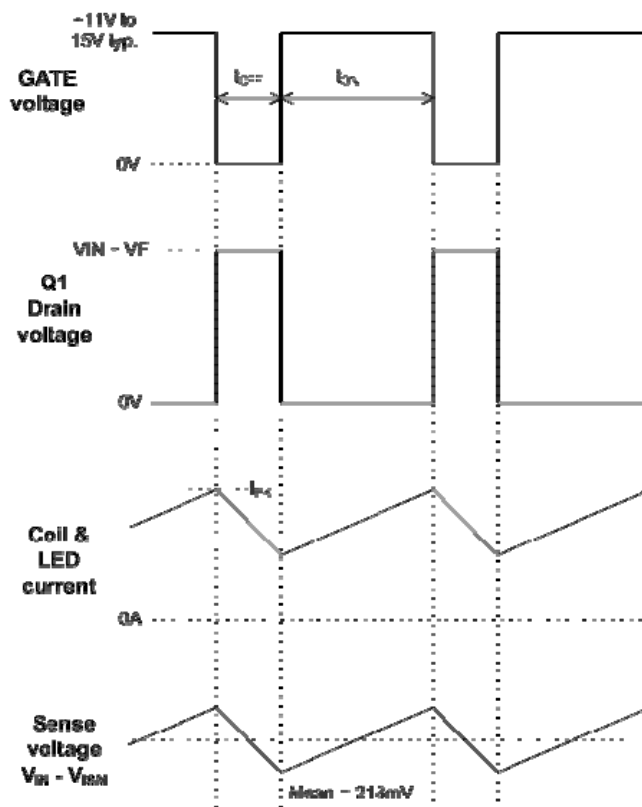 ~11V to
15V typ.
GATE
voltage
0V
VIN - VF
Q1
Drain
voltage
0V
Coil &
LED
current
0A
Sense
voltage
Mean = 218mV